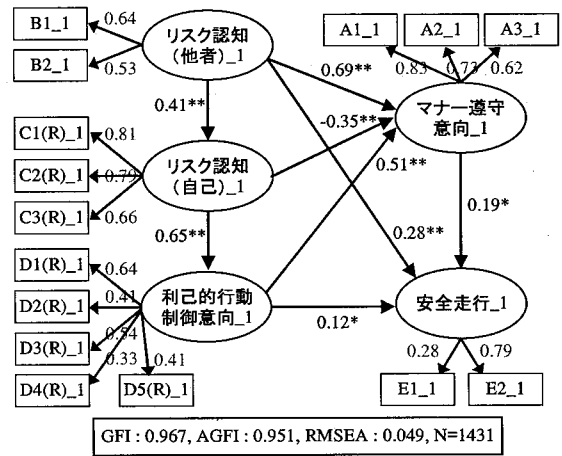 B1_1
0.64
B2_1
0.53
リスク認知
(他者)_1
A1_1
A2_1
A3_1
0.83
0.73
0.62
0.69**
マナー遵守
意向_1
0.41**
-0.35**
C1(R)_1
0.81
C2(R)_1
0.79
C3(R)_1
0.66
リスク認知
(自己)_1
0.51**
0.65**
0.28**
0.19*
D1(R)_1
0.64
D2(R)_1
0.41
D3(R)_1
0.54
D4(R)_1
0.33
0.41
D5(R)_1
利己的行動
制御意向_1
0.12*
安全走行_1
0.28
0.79
E1_1
E2_1
GFI : 0.967, AGFI : 0.951, RMSEA : 0.049, N=1431